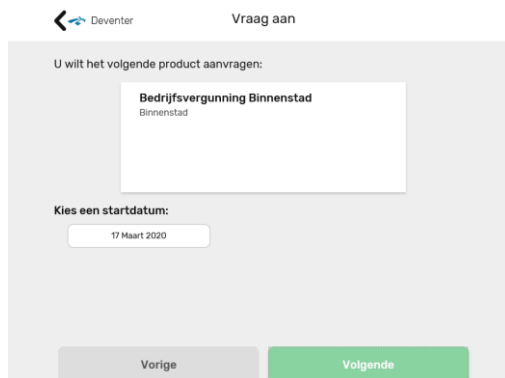 Deventer
Vraag aan
U wilt het volgende product aanvragen:
Bedrijfsvergunning Binnenstad
Binnenstad
Kies een startdatum:
17 Maart 2020
Vorige
Volgende